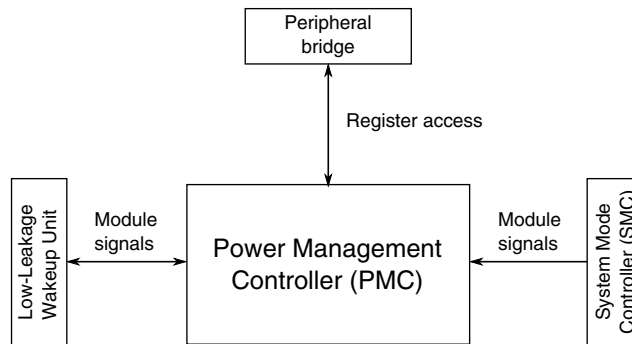 Peripheral
bridge
Register access
Low-Leakage
Wakeup Unit
Module
signals
Power Management
Controller (PMC)
Module
signals
System Mode
Controller (SMC)